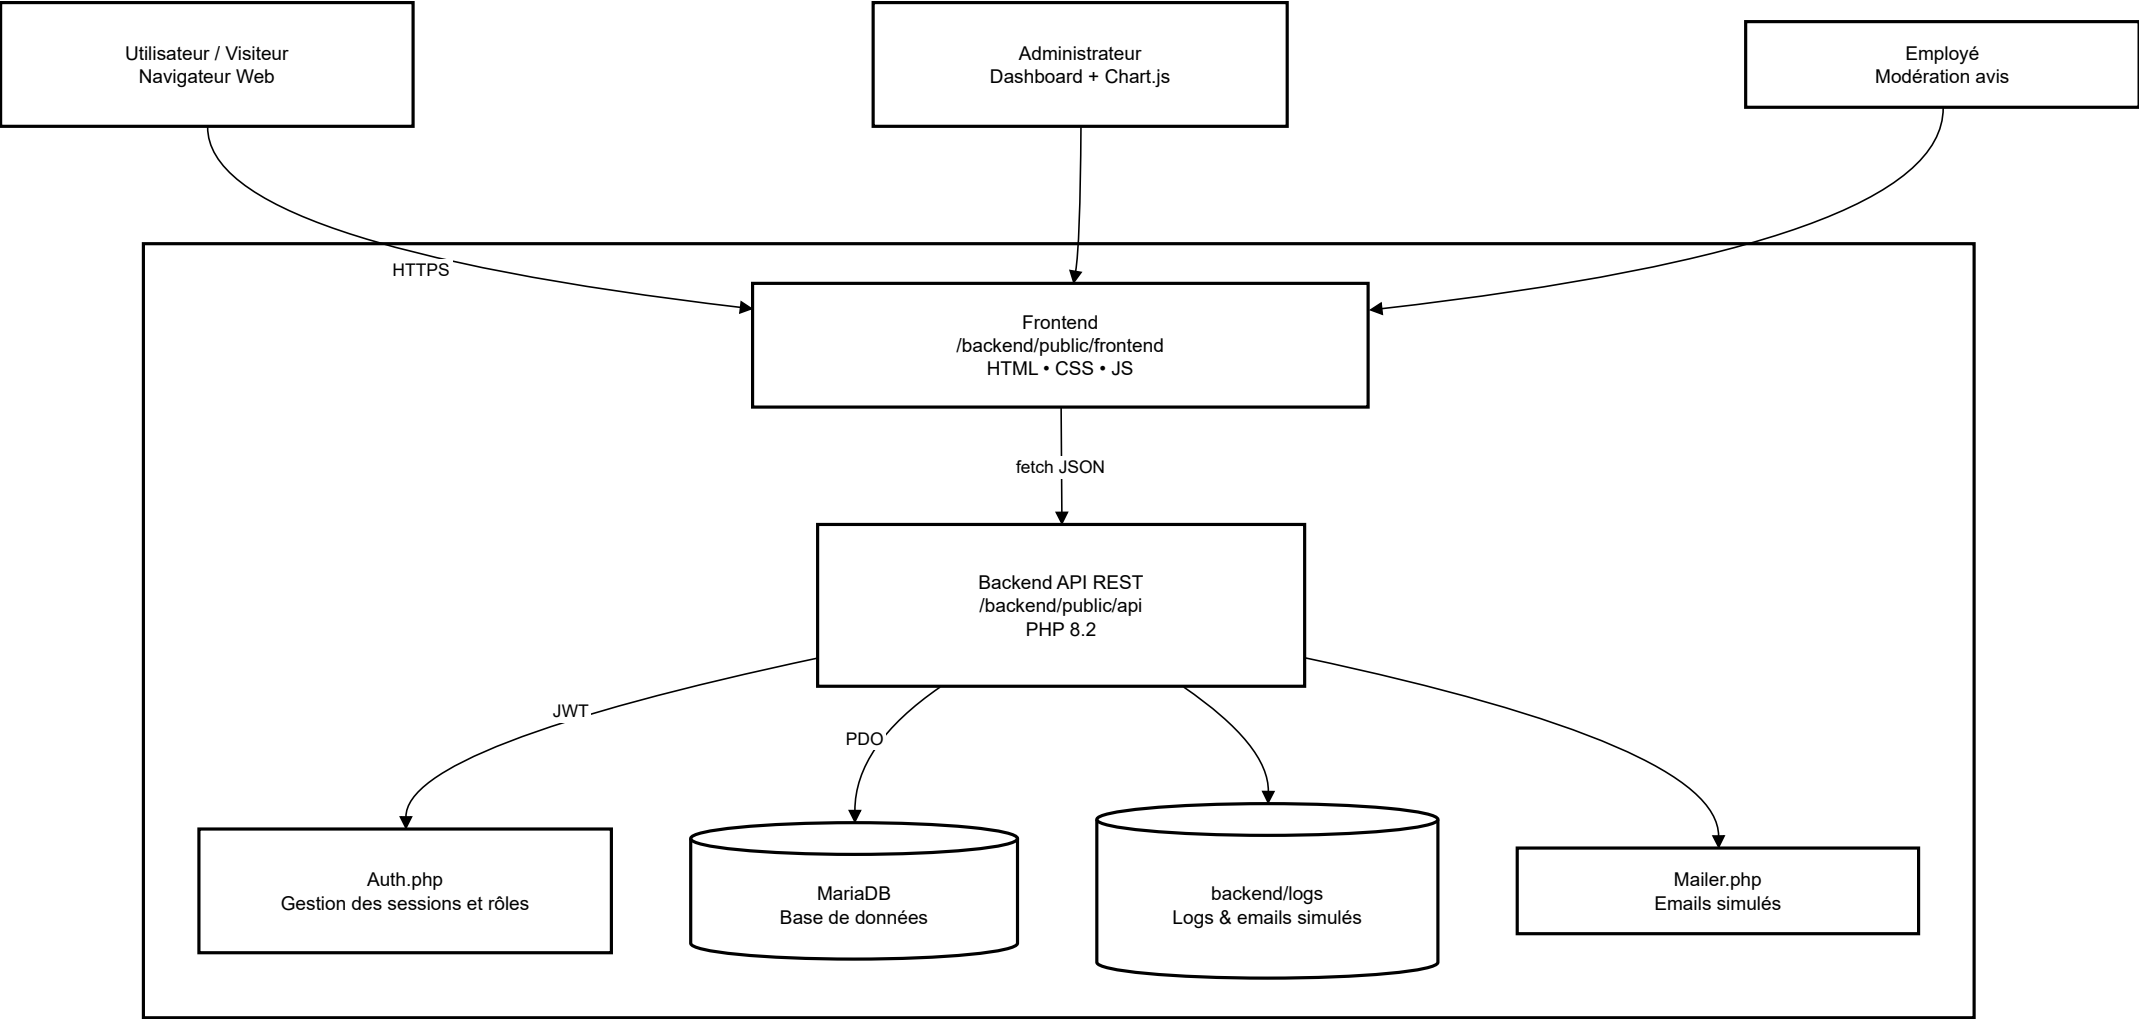 Utilisateur / Visiteur
Navigateur Web
Administrateur
Dashboard + Chart.js
Employé
Modération avis
HTTPS
Frontend
/backend/public/frontend
HTML • CSS • JS
fetch JSON
Backend API REST
/backend/public/api
PHP 8.2
JWT
PDO
Auth.php
Gestion des sessions et rôles
MariaDB
Base de données
backend/logs
Logs & emails simulés
Mailer.php
Emails simulés